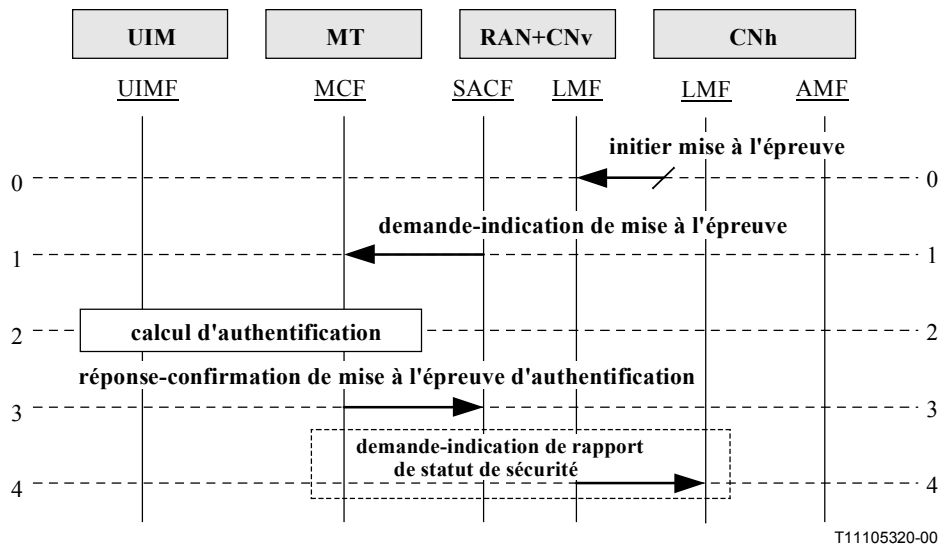 UIM MT RAN+CNv CNh
UIMF MCF SACF LMF LMF AMF
initier mise à l'épreuve
0 0
demande-indication de mise à l'épreuve
1 1
calcul d'authentification
2 2
réponse-confirmation de mise à l'épreuve d'authentification
3 3
demande-indication de rapport
de statut de sécurité
4 4
T11105320-00